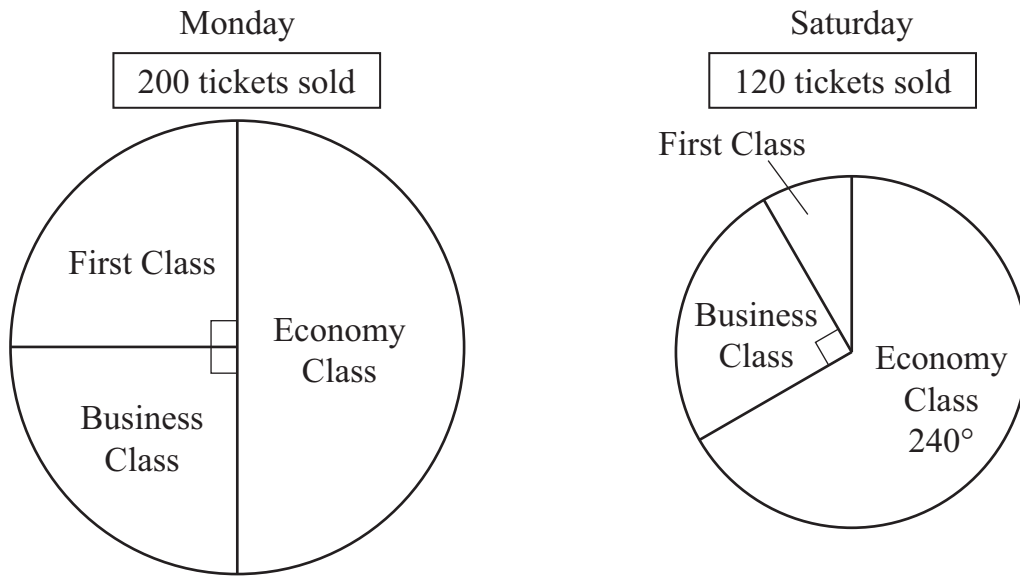 Monday
200 tickets sold
First Class
Economy
Class
Business
Class
Saturday
120 tickets sold
First Class
Business
Class
Economy
Class
240°